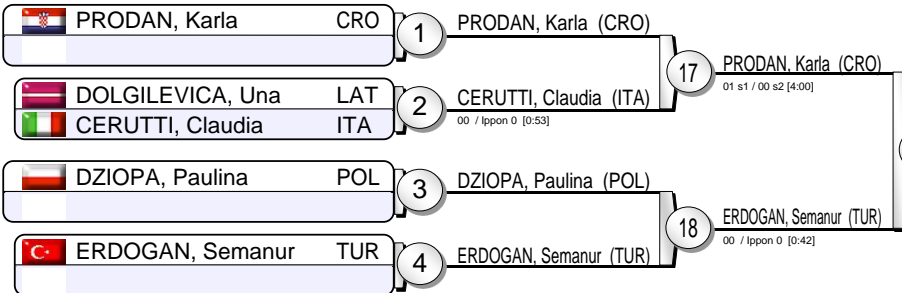 PRODAN, Karla CRO
1
DOLGILEVICA, Una LAT
CERUTTI, Claudia ITA
2
DZIOPA, Paulina POL
3
ERDOGAN, Semanur TUR
4
PRODAN, Karla (CRO)
CERUTTI, Claudia (ITA)
00 / Ippon 0 [0:53]
17
DZIOPA, Paulina (POL)
ERDOGAN, Semanur (TUR)
18
PRODAN, Karla (CRO)
01 s1 / 00 s2 [4:00]
ERDOGAN, Semanur (TUR)
00 / Ippon 0 [0:42]